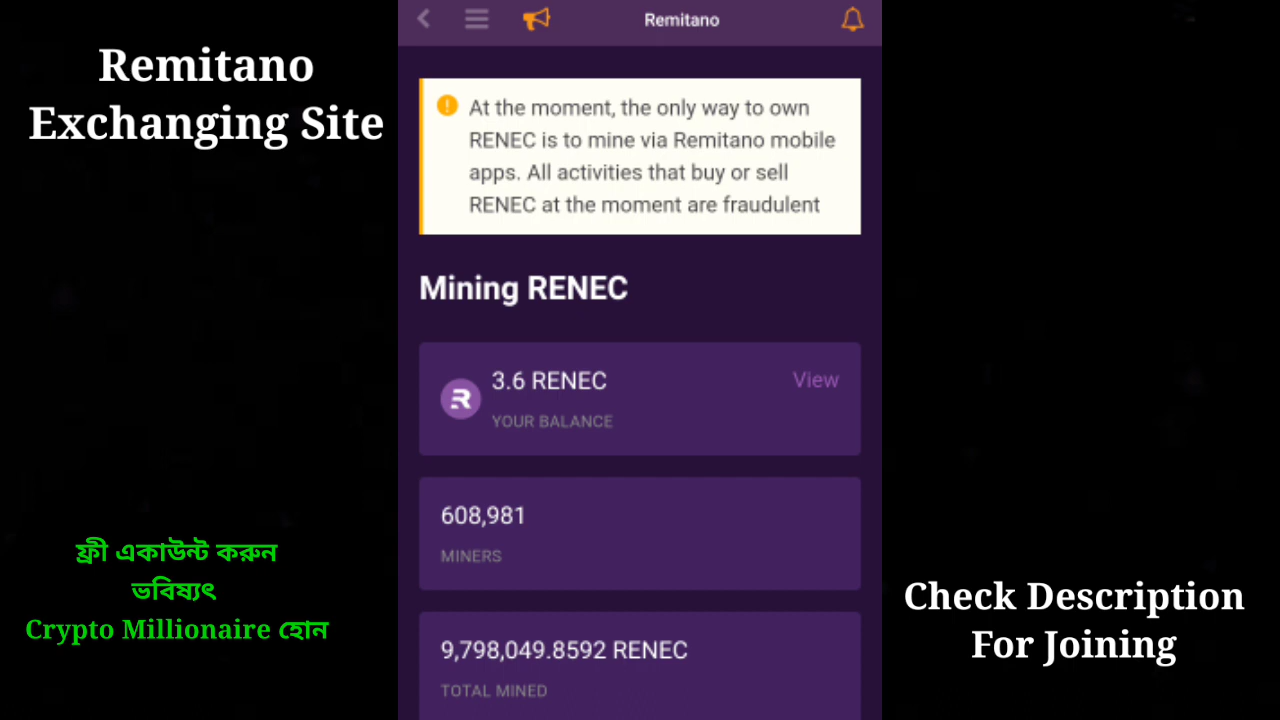 Remitano
Exchanging Site
Remitano
At the moment, the only way to own
RENEC is to mine via Remitano mobile
apps. All activities that buy or sell
RENEC at the moment are fraudulent
Mining RENEC
3.6 RENEC
View
YOUR BALANCE
608,981
MINERS
9,798,049.8592 RENEC
TOTAL MINED
ফ্রী একাউন্ট করুন
ভবিষ্যৎ
Crypto Millionaire হোন
Check Description
For Joining